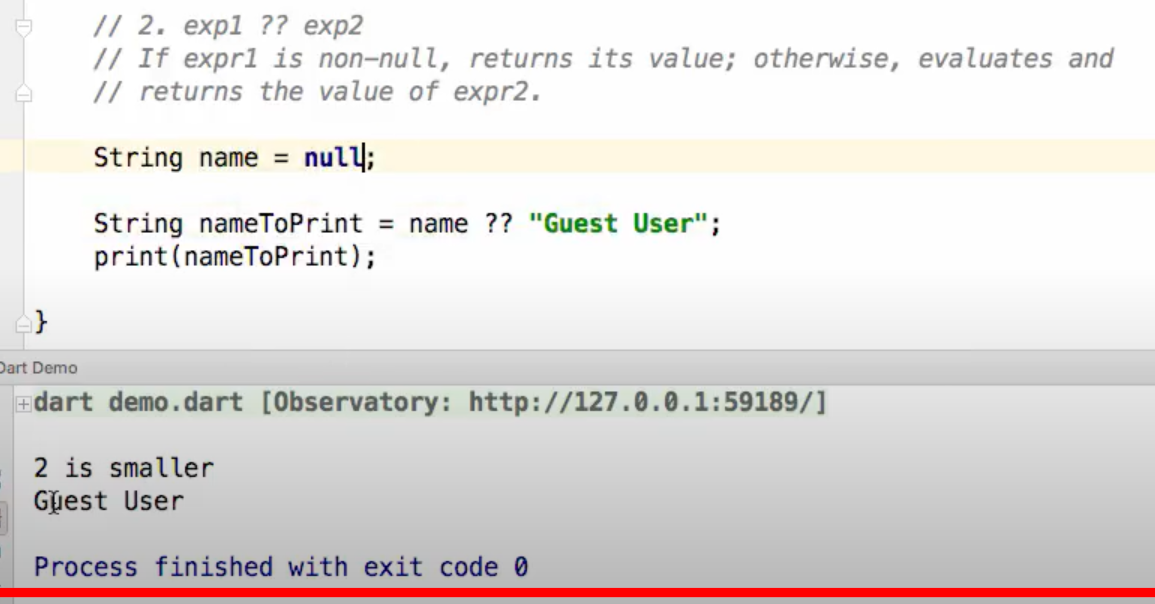 // 2. exp1 ?? exp2
// If expr1 is non-null, returns its value; otherwise, evaluates and
// returns the value of expr2.
String name = null;
String nameToPrint = name ?? "Guest User";
print(nameToPrint);
}
Dart Demo
dart demo.dart [Observatory: http://127.0.0.1:59189/]
2 is smaller
Guest User
Process finished with exit code 0